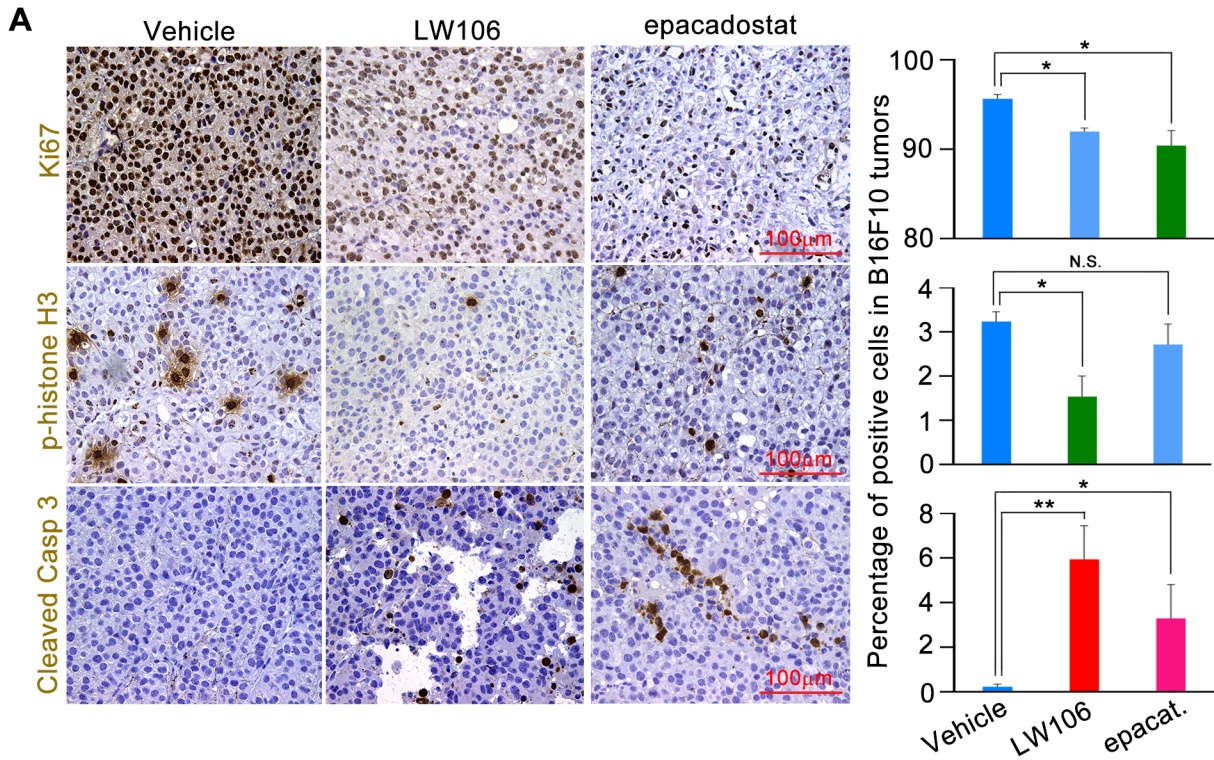 A
Vehicle
LW106
epacadostat
Ki67
100μm
p-histone H3
100μm
Cleaved Casp 3
100μm
Percentage of positive cells in B16F10 tumors
100
90
80
*
*
4
3
2
1
0
N.S.
*
8
6
4
2
0
*
**
Vehicle
LW106
epacat.